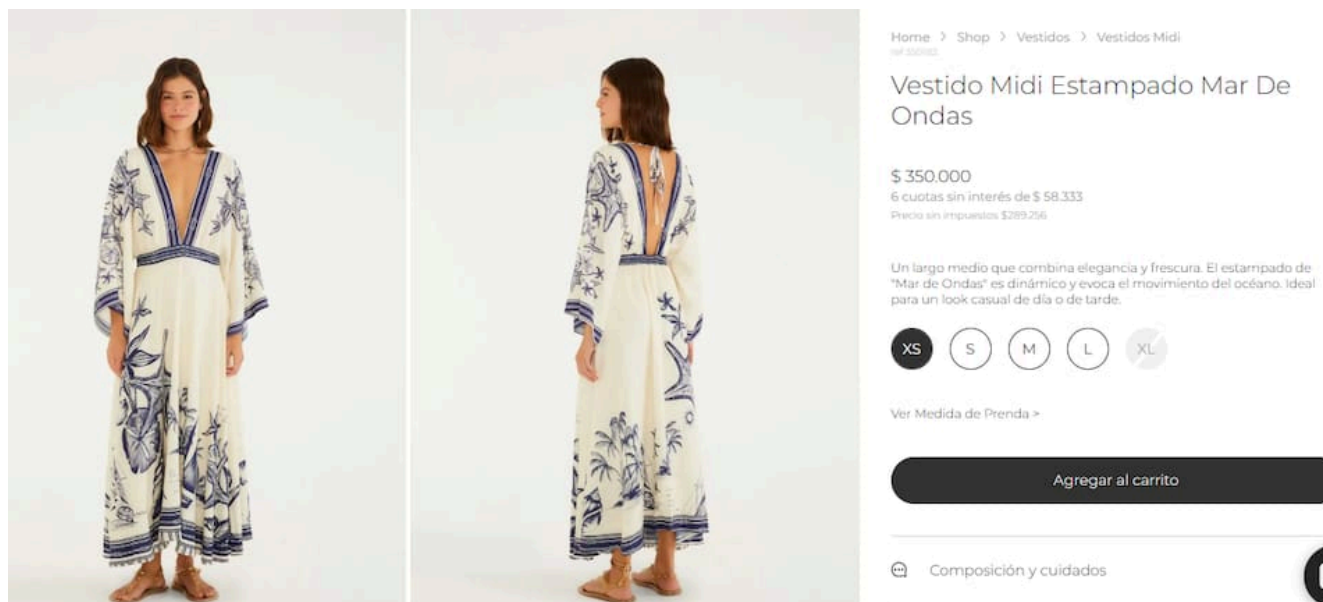 Home > Shop > Vestidos > Vestidos Midi
Vestido Midi Estampado Mar De
Ondas
$ 350.000
6 cuotas sin interés de $ 58.333
Precio sin impuestos $289.256
Un largo medio que combina elegancia y frescura. El estampado de
"Mar de Ondas" es dinámico y evoca el movimiento del océano. Ideal
para un look casual de día o de tarde.
XS S M L XL
Ver Medida de Prenda >
Agregar al carrito
Composición y cuidados